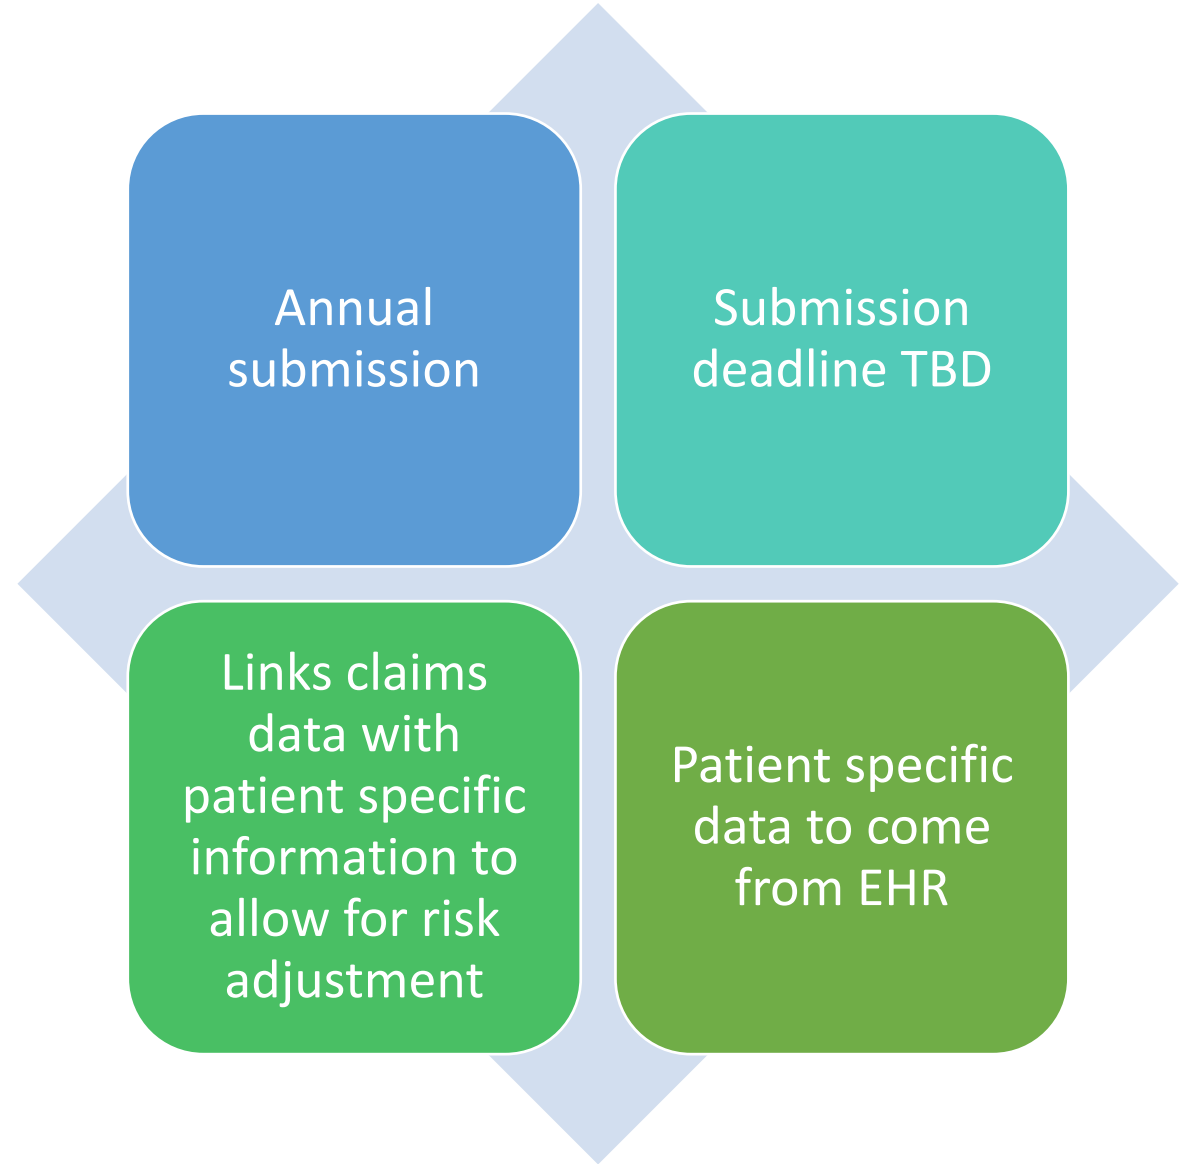 Annual
submission
Submission
deadline TBD
Links claims
data with
patient specific
information to
allow for risk
adjustment
Patient specific
data to come
from EHR